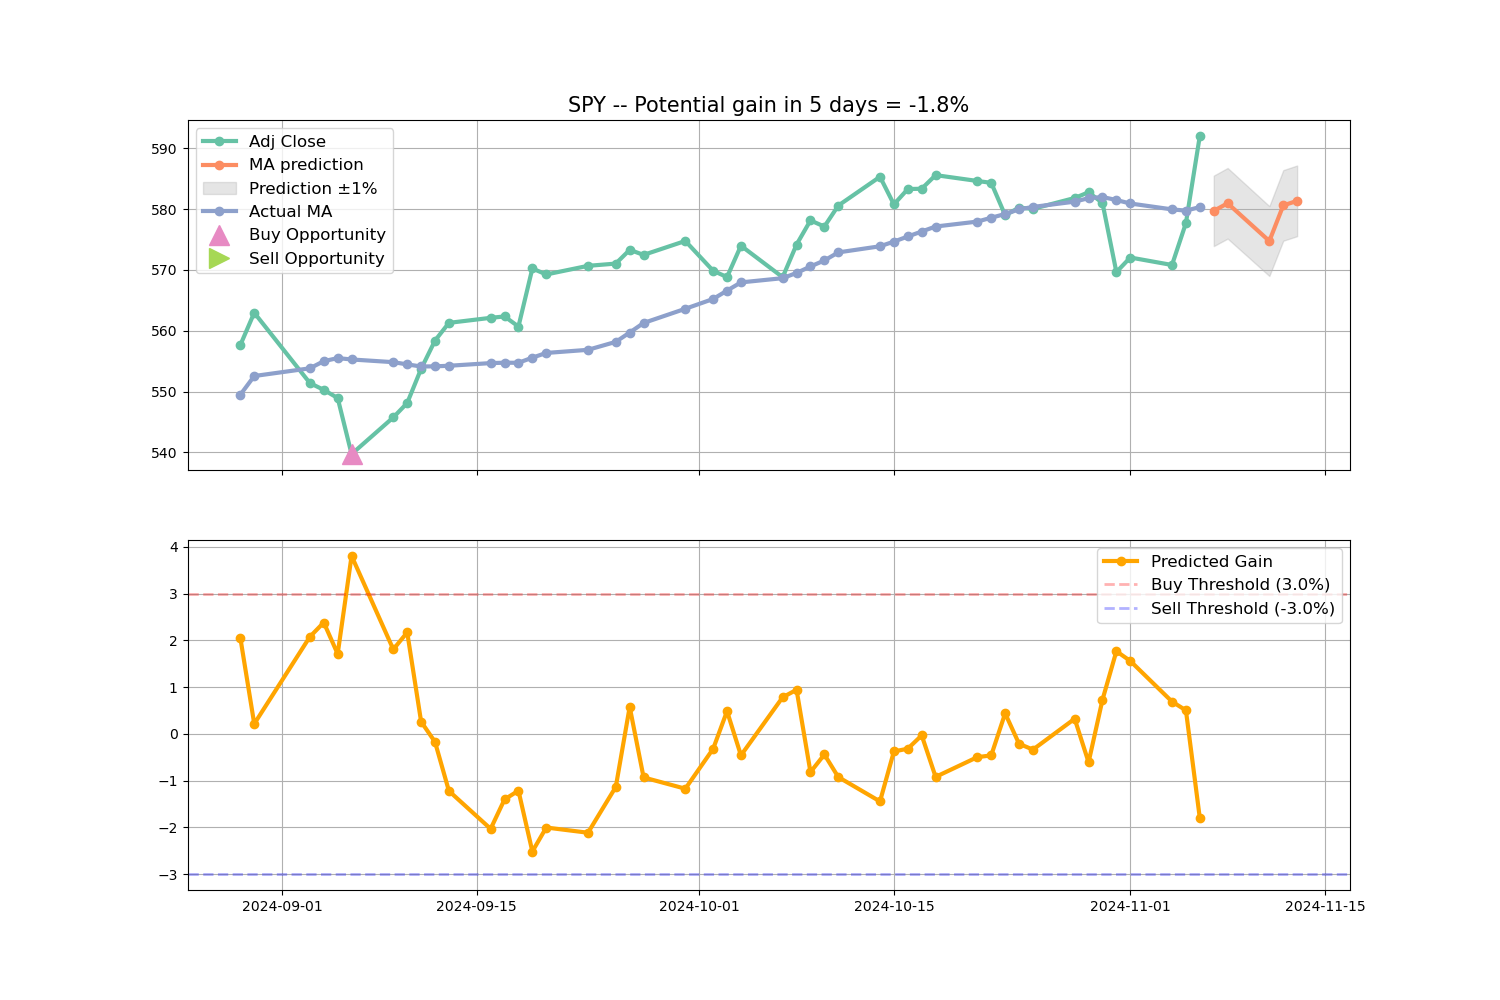 SPY -- Potential gain in 5 days = -1.8%
590
580
570
560
550
540
Adj Close
MA prediction
Prediction ±1%
Actual MA
Buy Opportunity
Sell Opportunity
4
3
2
1
0
−1
−2
−3
Predicted Gain
Buy Threshold (3.0%)
Sell Threshold (-3.0%)
2024-09-01
2024-09-15
2024-10-01
2024-10-15
2024-11-01
2024-11-15